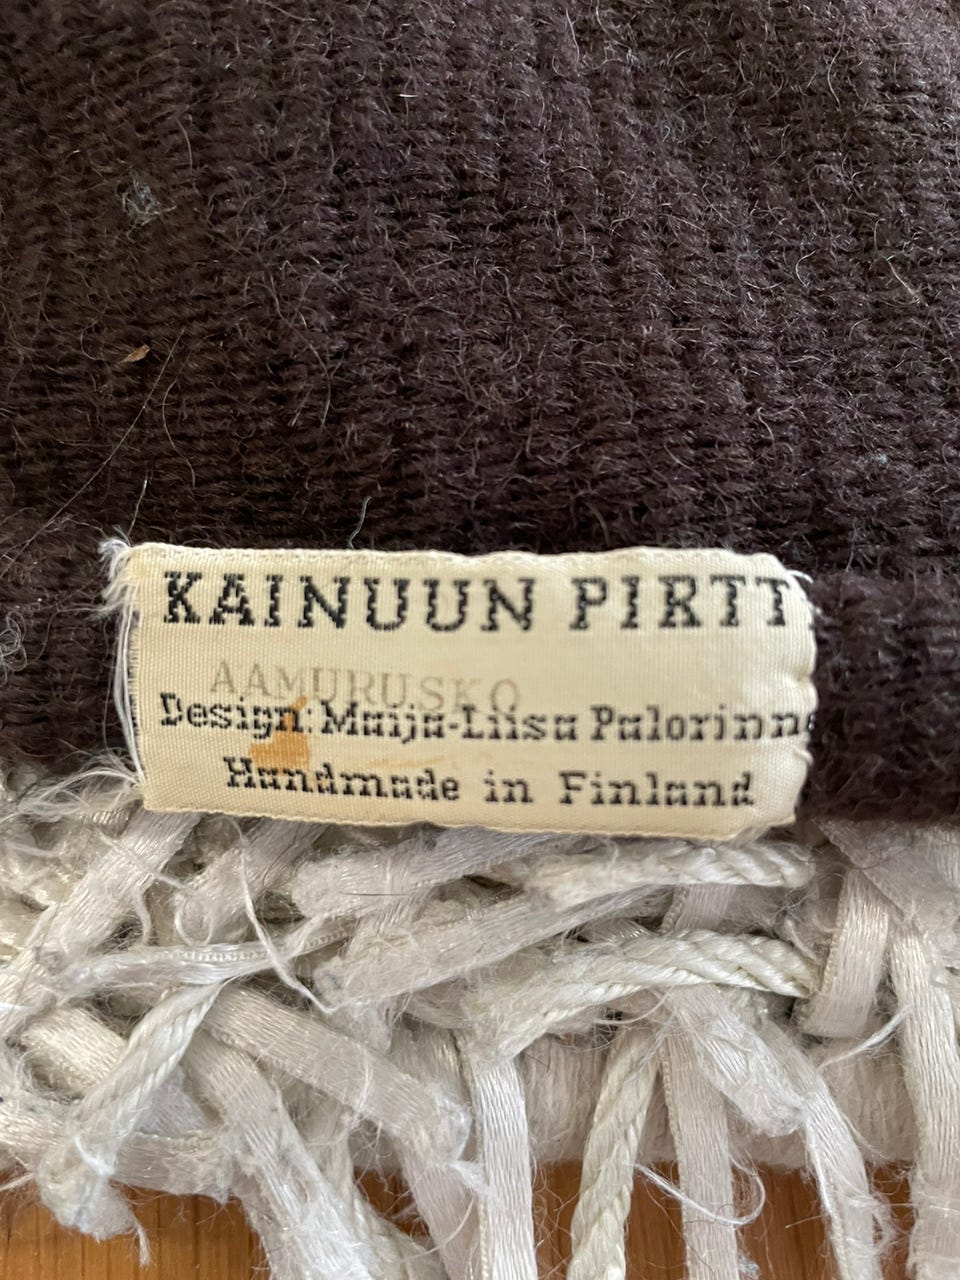 KAINUUN PIRTT
AAMURUSKO
Design: Maija-Liisa Palorinne
Handmade in Finland